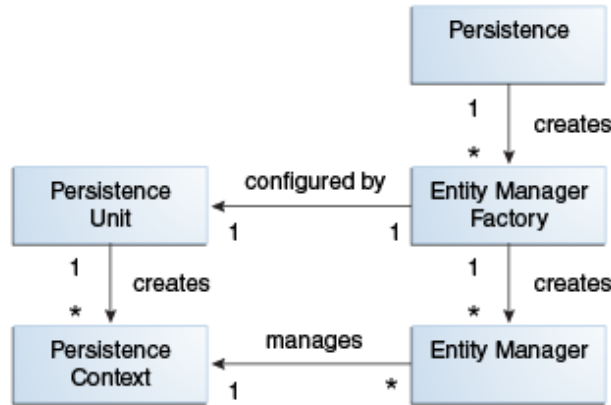 Persistence
1
creates
*
Persistence
Unit
configured by
Entity Manager
Factory
1
1
1
creates
*
1
creates
*
Persistence
Context
manages
Entity Manager
1
*